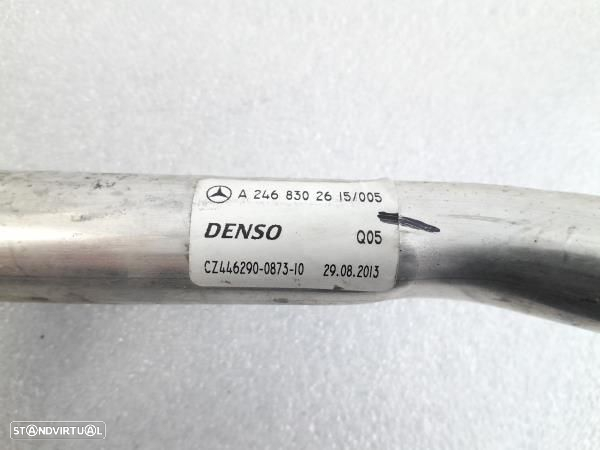 A 246 830 26 15/005
DENSO Q05
CZ446290-0873-10 29.08.2013
STANDVIRTUAL